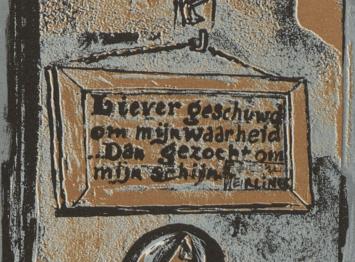 Liever geschuwd
om mijn waarheid
..Dan gezocht om
mijn schijn.